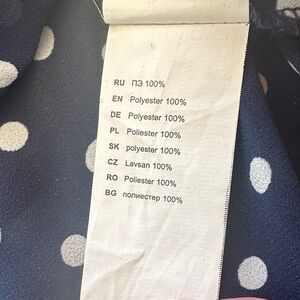 RU ПЭ 100%
EN Polyester 100%
DE Polyester 100%
PL Poliester 100%
SK polyester 100%
CZ Lavsan 100%
RO Poliester 100%
BG полиестер 100%